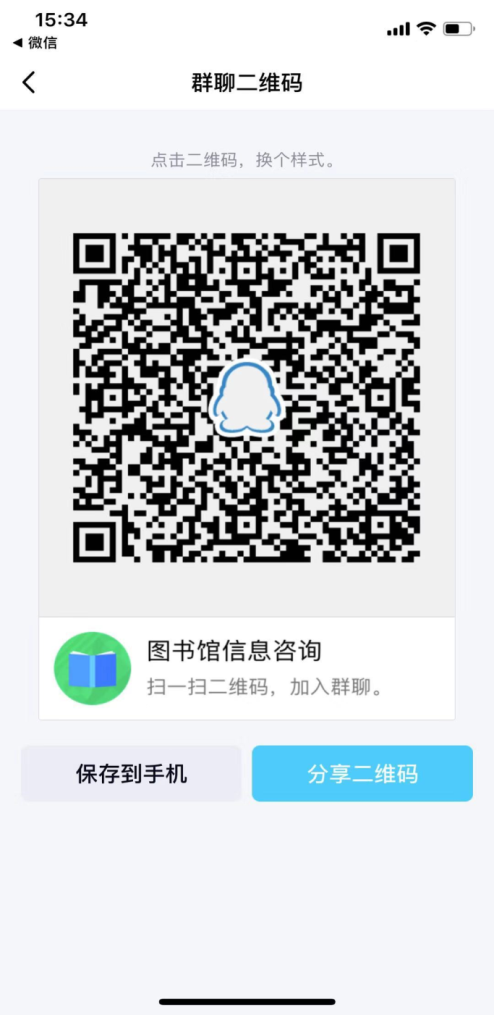 15:34
◀ 微信
群聊二维码
点击二维码，换个样式。
图书馆信息咨询
扫一扫二维码，加入群聊。
保存到手机
分享二维码